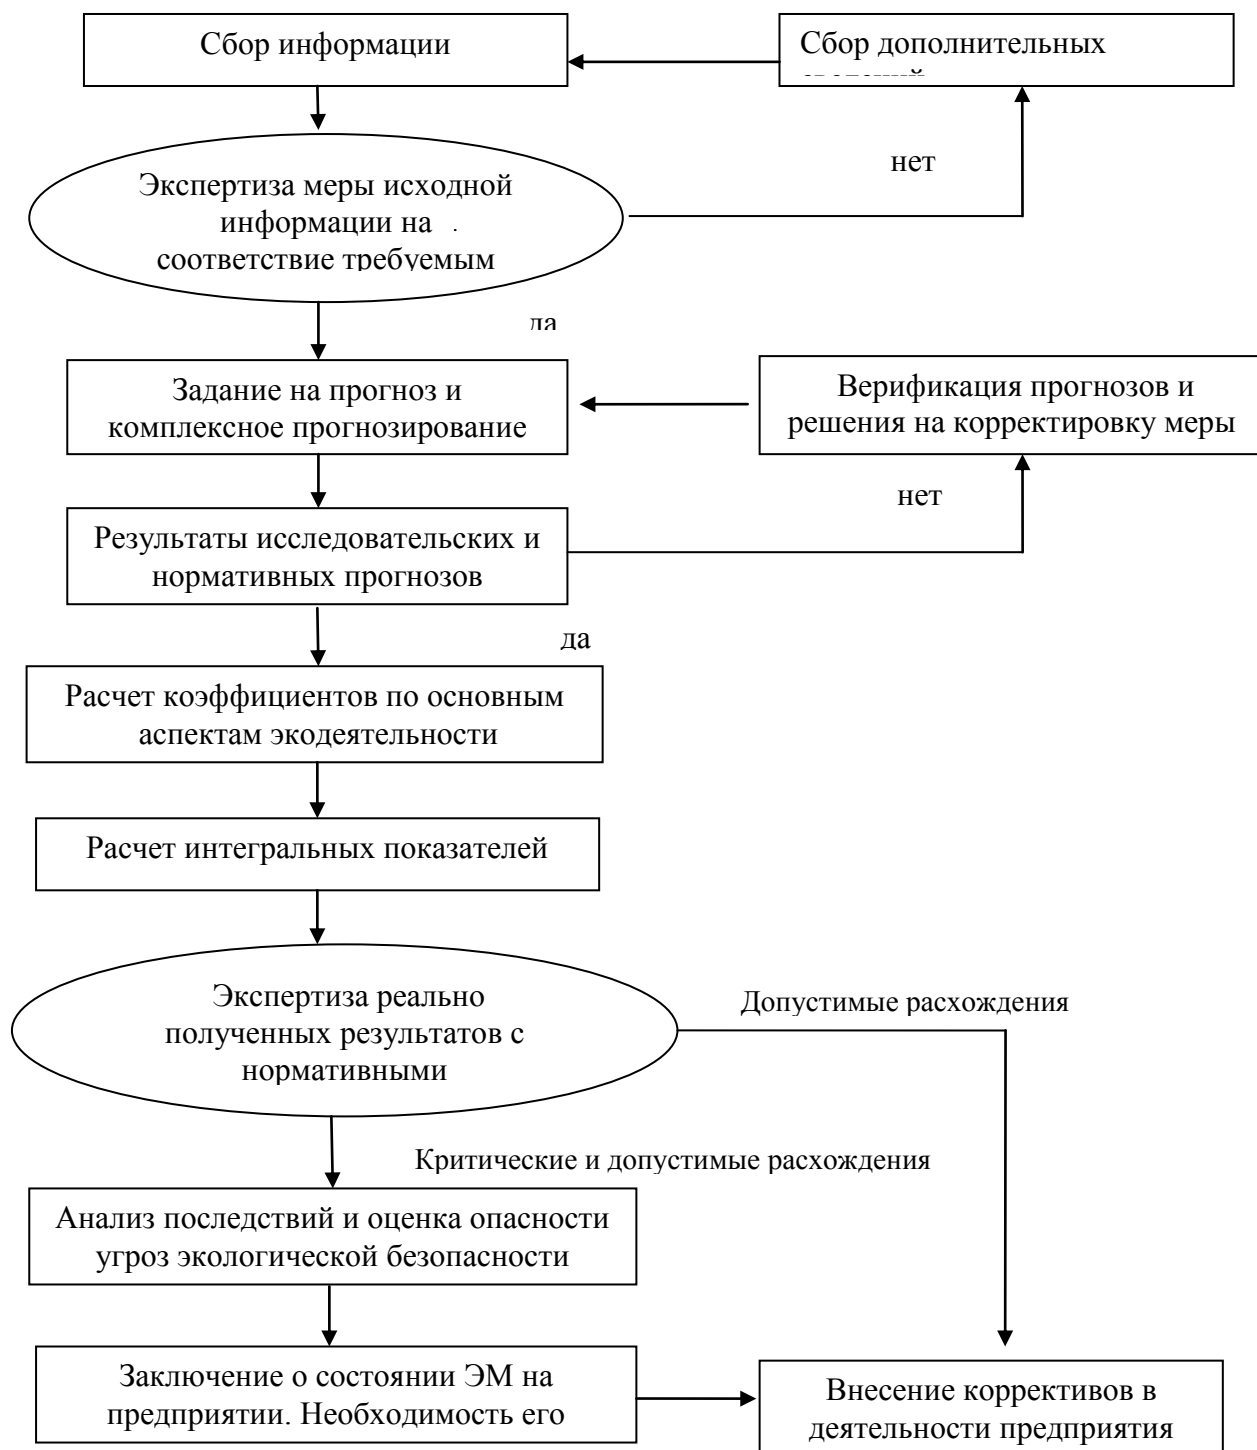 Сбор информации
Сбор дополнительных
нет
Экспертиза меры исходной
информации на .
соответствие требуемым
да
Задание на прогноз и
комплексное прогнозирование
Верификация прогнозов и
решения на корректировку меры
нет
Результаты исследовательских и
нормативных прогнозов
да
Расчет коэффициентов по основным
аспектам экодеятельности
Расчет интегральных показателей
Экспертиза реально
полученных результатов с
нормативными
Допустимые расхождения
Критические и допустимые расхождения
Анализ последствий и оценка опасности
угроз экологической безопасности
Заключение о состоянии ЭМ на
предприятии. Необходимость его
Внесение коррективов в
деятельности предприятия